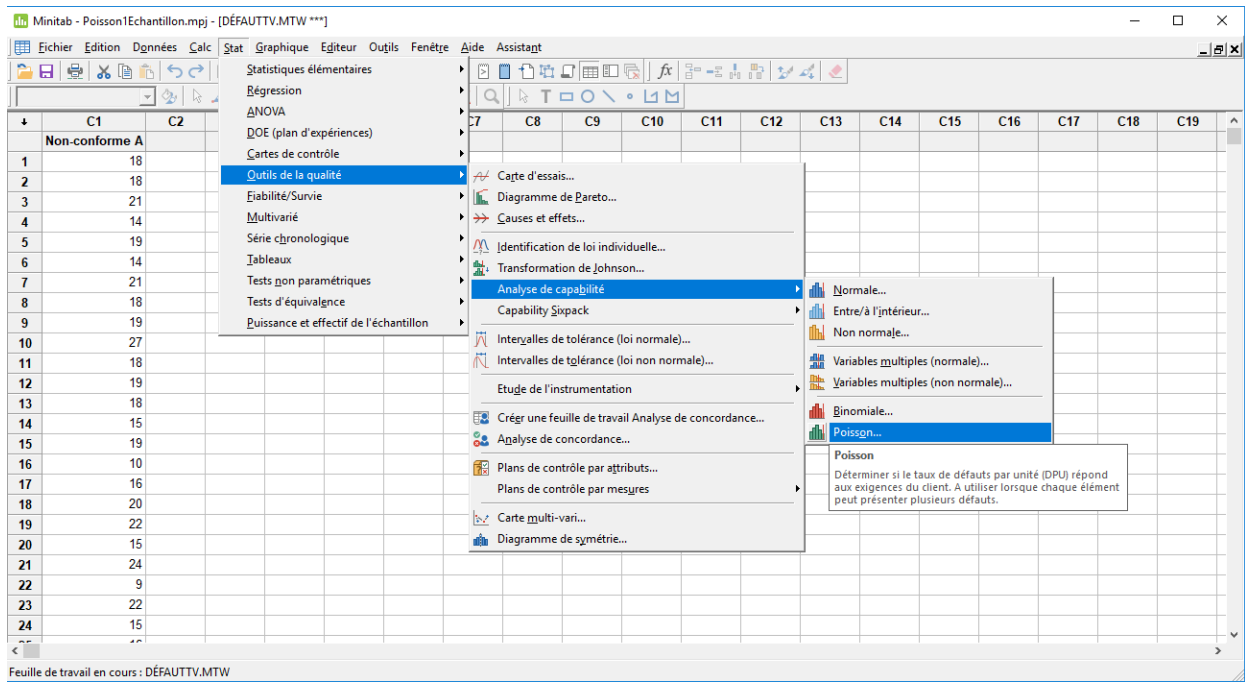 Minitab - Poisson1Echantillon.mpj - [DÉFAUTTV.MTW ***]
Fichier Edition Données Calc Stat Graphique Editeur Outils Fenêtre Aide Assistant
↓ C1 C2 C7 C8 C9 C10 C11 C12 C13 C14 C15 C16 C17 C18 C19
Non-conforme A
1 18
2 18
3 21
4 14
5 19
6 14
7 21
8 18
9 19
10 27
11 18
12 19
13 18
14 15
15 19
16 10
17 16
18 20
19 22
20 15
21 24
22 9
23 22
24 15
Statistiques élémentaires
Régression
ANOVA
DOE (plan d'expériences)
Cartes de contrôle
Outils de la qualité
Fiabilité/Survie
Multivarié
Série chronologique
Tableaux
Tests non paramétriques
Tests d'équivalence
Puissance et effectif de l'échantillon
Carte d'essais...
Diagramme de Pareto...
Causes et effets...
Identification de loi individuelle...
Transformation de Johnson...
Analyse de capabilité
Capability Sixpack
Intervalles de tolérance (loi normale)...
Intervalles de tolérance (loi non normale)...
Etude de l'instrumentation
Créer une feuille de travail Analyse de concordance...
Analyse de concordance...
Plans de contrôle par attributs...
Plans de contrôle par mesures
Carte multi-vari...
Diagramme de symétrie...
Normale...
Entre/à l'intérieur...
Non normale...
Variables multiples (normale)...
Variables multiples (non normale)...
Binomiale...
Poisson...
Poisson
Déterminer si le taux de défauts par unité (DPU) répond
aux exigences du client. A utiliser lorsque chaque élément
peut présenter plusieurs défauts.
Feuille de travail en cours : DÉFAUTTV.MTW